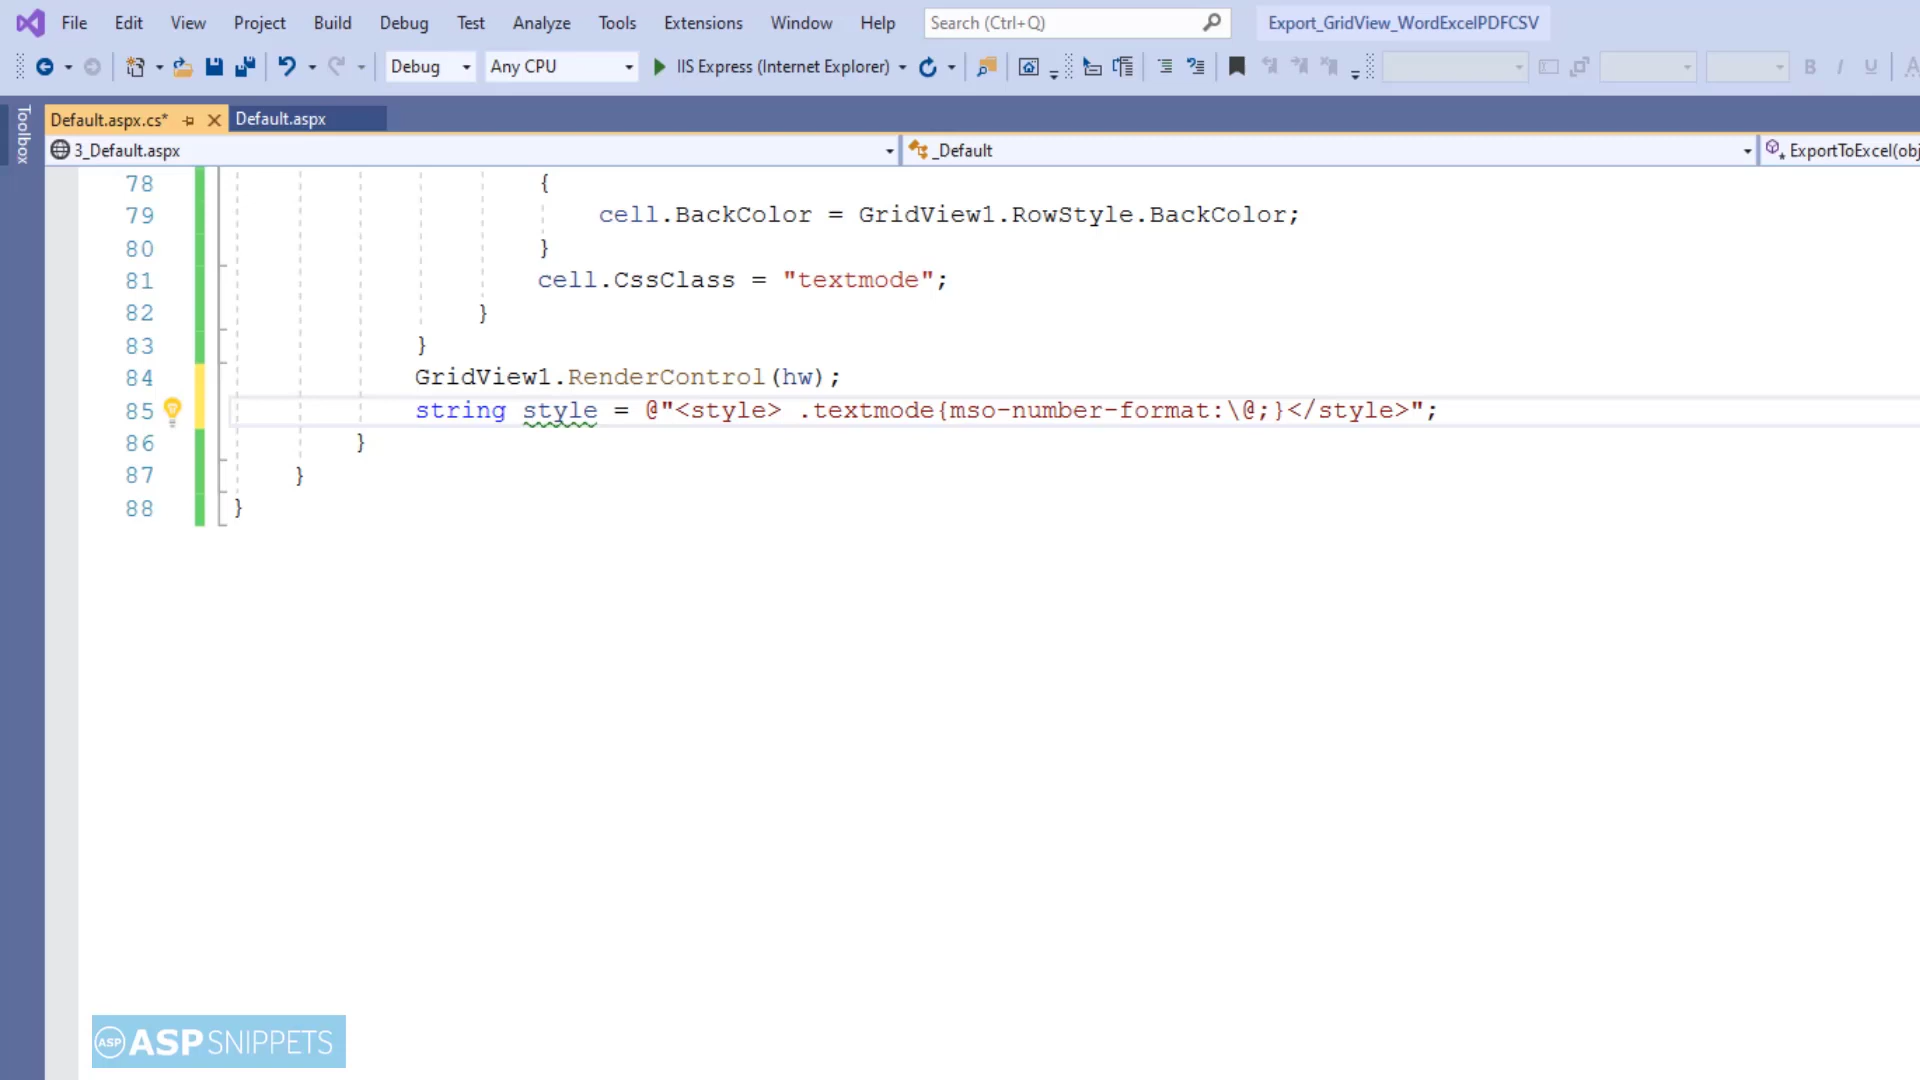 File Edit View Project Build Debug Test Analyze Tools Extensions Window Help Search (Ctrl+Q) Export_GridView_WordExcelPDFCSV
Debug Any CPU IIS Express (Internet Explorer) B I U A
Toolbox
Default.aspx.cs* Default.aspx
3_Default.aspx _Default ExportToExcel(obj
78 {
79 cell.BackColor = GridView1.RowStyle.BackColor;
80 }
81 cell.CssClass = "textmode";
82 }
83 }
84 GridView1.RenderControl(hw);
85 string style = @"<style> .textmode{mso-number-format:\@;}</style>";
86 }
87 }
88 }
ASP ASPSNIPPETS